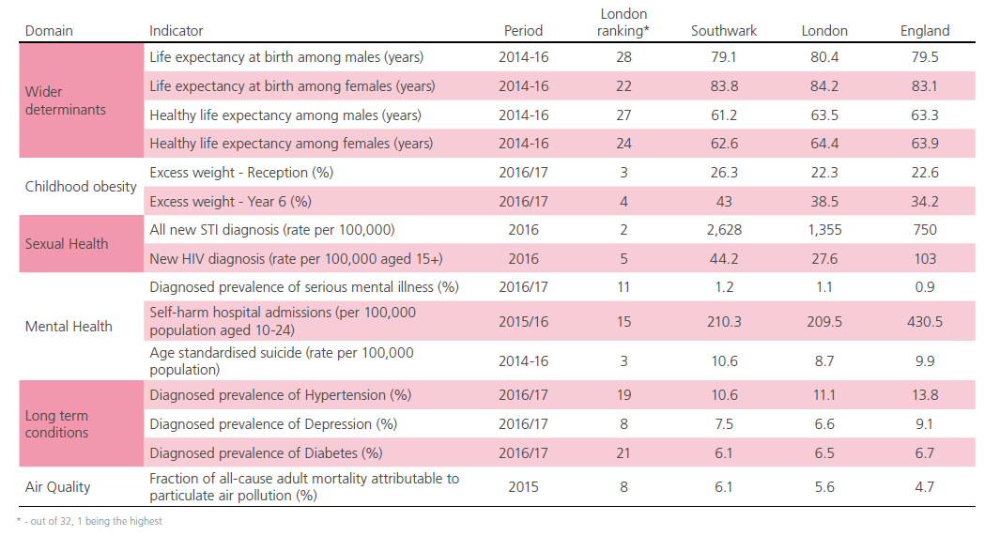 Domain Indicator Period London ranking* Southwark London England
Wider determinants
Life expectancy at birth among males (years) 2014-16 28 79.1 80.4 79.5
Life expectancy at birth among females (years) 2014-16 22 83.8 84.2 83.1
Healthy life expectancy among males (years) 2014-16 27 61.2 63.5 63.3
Healthy life expectancy among females (years) 2014-16 24 62.6 64.4 63.9
Childhood obesity
Excess weight - Reception (%) 2016/17 3 26.3 22.3 22.6
Excess weight - Year 6 (%) 2016/17 4 43 38.5 34.2
Sexual Health
All new STI diagnosis (rate per 100,000) 2016 2 2,628 1,355 750
New HIV diagnosis (rate per 100,000 aged 15+) 2016 5 44.2 27.6 103
Mental Health
Diagnosed prevalence of serious mental illness (%) 2016/17 11 1.2 1.1 0.9
Self-harm hospital admissions (per 100,000
population aged 10-24) 2015/16 15 210.3 209.5 430.5
Age standardised suicide (rate per 100,000
population) 2014-16 3 10.6 8.7 9.9
Long term
conditions
Diagnosed prevalence of Hypertension (%) 2016/17 19 10.6 11.1 13.8
Diagnosed prevalence of Depression (%) 2016/17 8 7.5 6.6 9.1
Diagnosed prevalence of Diabetes (%) 2016/17 21 6.1 6.5 6.7
Air Quality
Fraction of all-cause adult mortality attributable to
particulate air pollution (%) 2015 8 6.1 5.6 4.7
* - out of 32, 1 being the highest